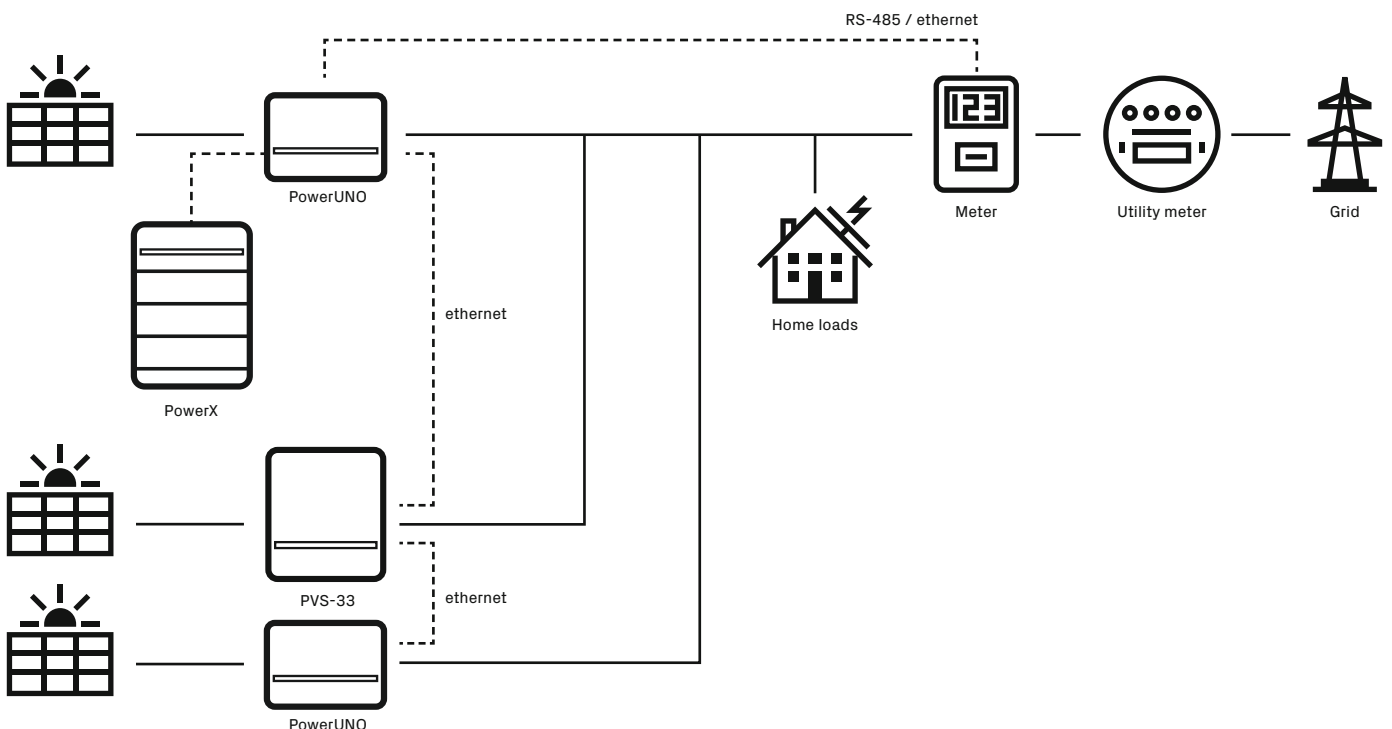 RS-485 / ethernet
123
PowerUNO
Meter
Utility meter
Grid
ethernet
Home loads
PowerX
PVS-33
ethernet
PowerUNO